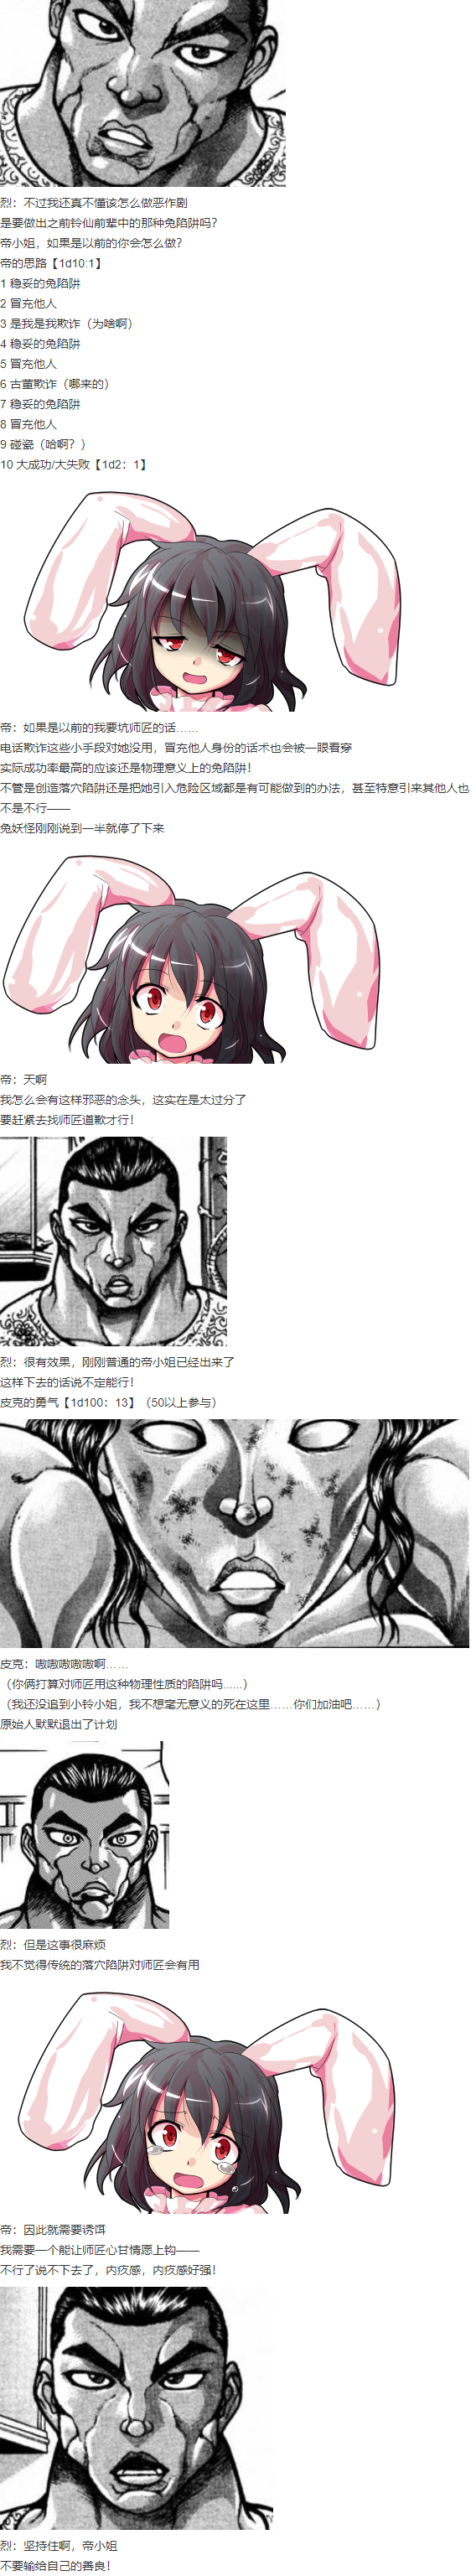 烈：不过我还真不懂该怎么做恶作剧
是要做出之前铃仙前辈中的那种兔陷阱吗？
帝小姐，如果是以前的你会怎么做？
帝的思路【1d10:1】
1 稳妥的兔陷阱
2 冒充他人
3 是我是我欺诈（为啥啊）
4 稳妥的兔陷阱
5 冒充他人
6 古董欺诈（哪来的）
7 稳妥的兔陷阱
8 冒充他人
9 碰瓷（哈啊？）
10 大成功/大失败【1d2：1】
帝：如果是以前的我要坑师匠的话……
电话欺诈这些小手段对她没用，冒充他人身份的话术也会被一眼看穿
实际成功率最高的应该还是物理意义上的兔陷阱！
不管是创造落穴陷阱还是把她引入危险区域都是有可能做到的办法，甚至特意引来其他人也
不是不行——
兔妖怪刚刚说到一半就停了下来
帝：天啊
我怎么会有这样邪恶的念头，这实在是太过分了
要赶紧去找师匠道歉才行！
烈：很有效果，刚刚普通的帝小姐已经出来了
这样下去的话说不定能行！
皮克的勇气【1d100：13】（50以上参与）
皮克：嗷嗷嗷嗷嗷啊……
（你俩打算对师匠用这种物理性质的陷阱吗......）
（我还没追到小铃小姐，我不想毫无意义的死在这里……你们加油吧……）
原始人默默退出了计划
烈：但是这事很麻烦
我不觉得传统的落穴陷阱对师匠会有用
帝：因此就需要诱饵
我需要一个能让师匠心甘情愿上钩——
不行了说不下去了，内疚感，内疚感好强！
烈：坚持住啊，帝小姐
不要输给自己的善良！